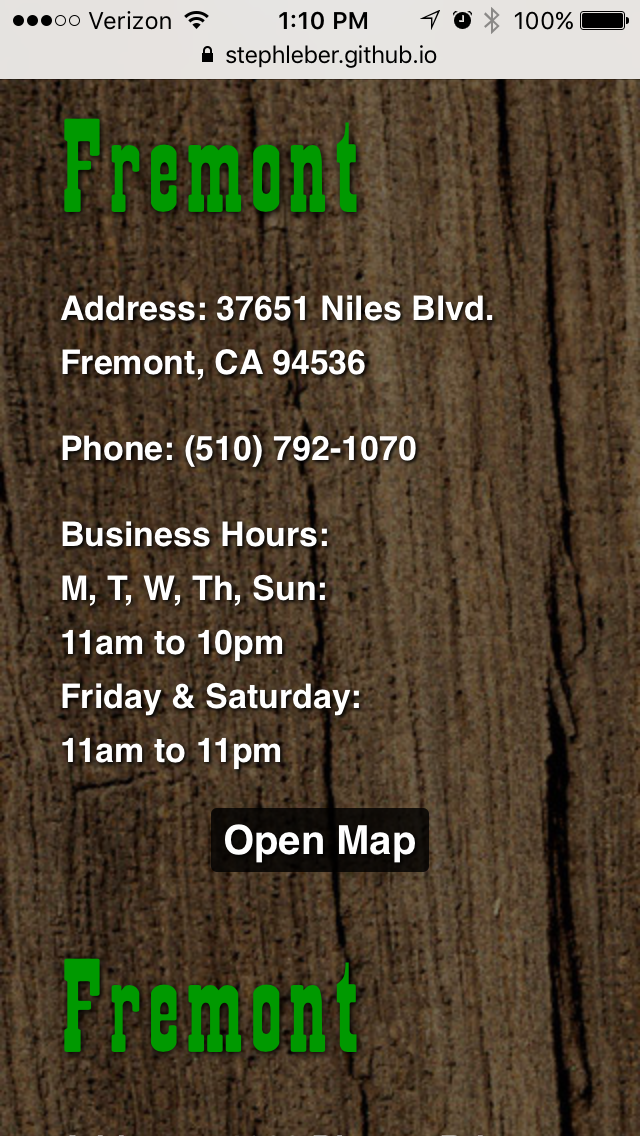 Verizon 1:10 PM 100%
stephleber.github.io
Fremont
Address: 37651 Niles Blvd.
Fremont, CA 94536
Phone: (510) 792-1070
Business Hours:
M, T, W, Th, Sun:
11am to 10pm
Friday & Saturday:
11am to 11pm
Open Map
Fremont